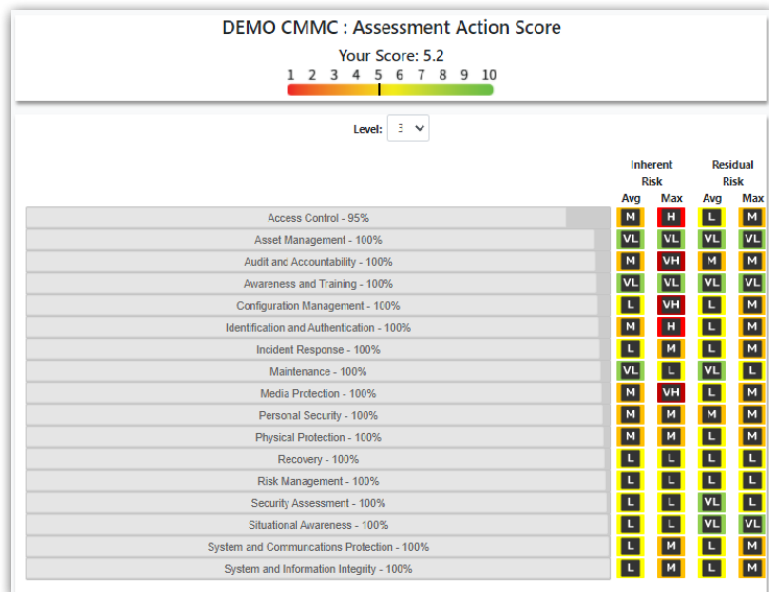 DEMO CMMC : Assessment Action Score
Your Score: 5.2
1 2 3 4 5 6 7 8 9 10
Level: 3
Inherent Risk Residual Risk
Avg Max Avg Max
Access Control - 95% M H L M
Asset Management - 100% VL VL VL VL
Audit and Accountability - 100% M VH M M
Awareness and Training - 100% VL VL VL VL
Configuration Management - 100% L VH L M
Identification and Authentication - 100% M H L M
Incident Response - 100% L M L M
Maintenance - 100% VL L VL L
Media Protection - 100% M VH L M
Personal Security - 100% M M M M
Physical Protection - 100% M M L M
Recovery - 100% L L L L
Risk Management - 100% L L L L
Security Assessment - 100% L L VL L
Situational Awareness - 100% L L VL VL
System and Communcations Protection - 100% L M L M
System and Information Integrity - 100% L M L M